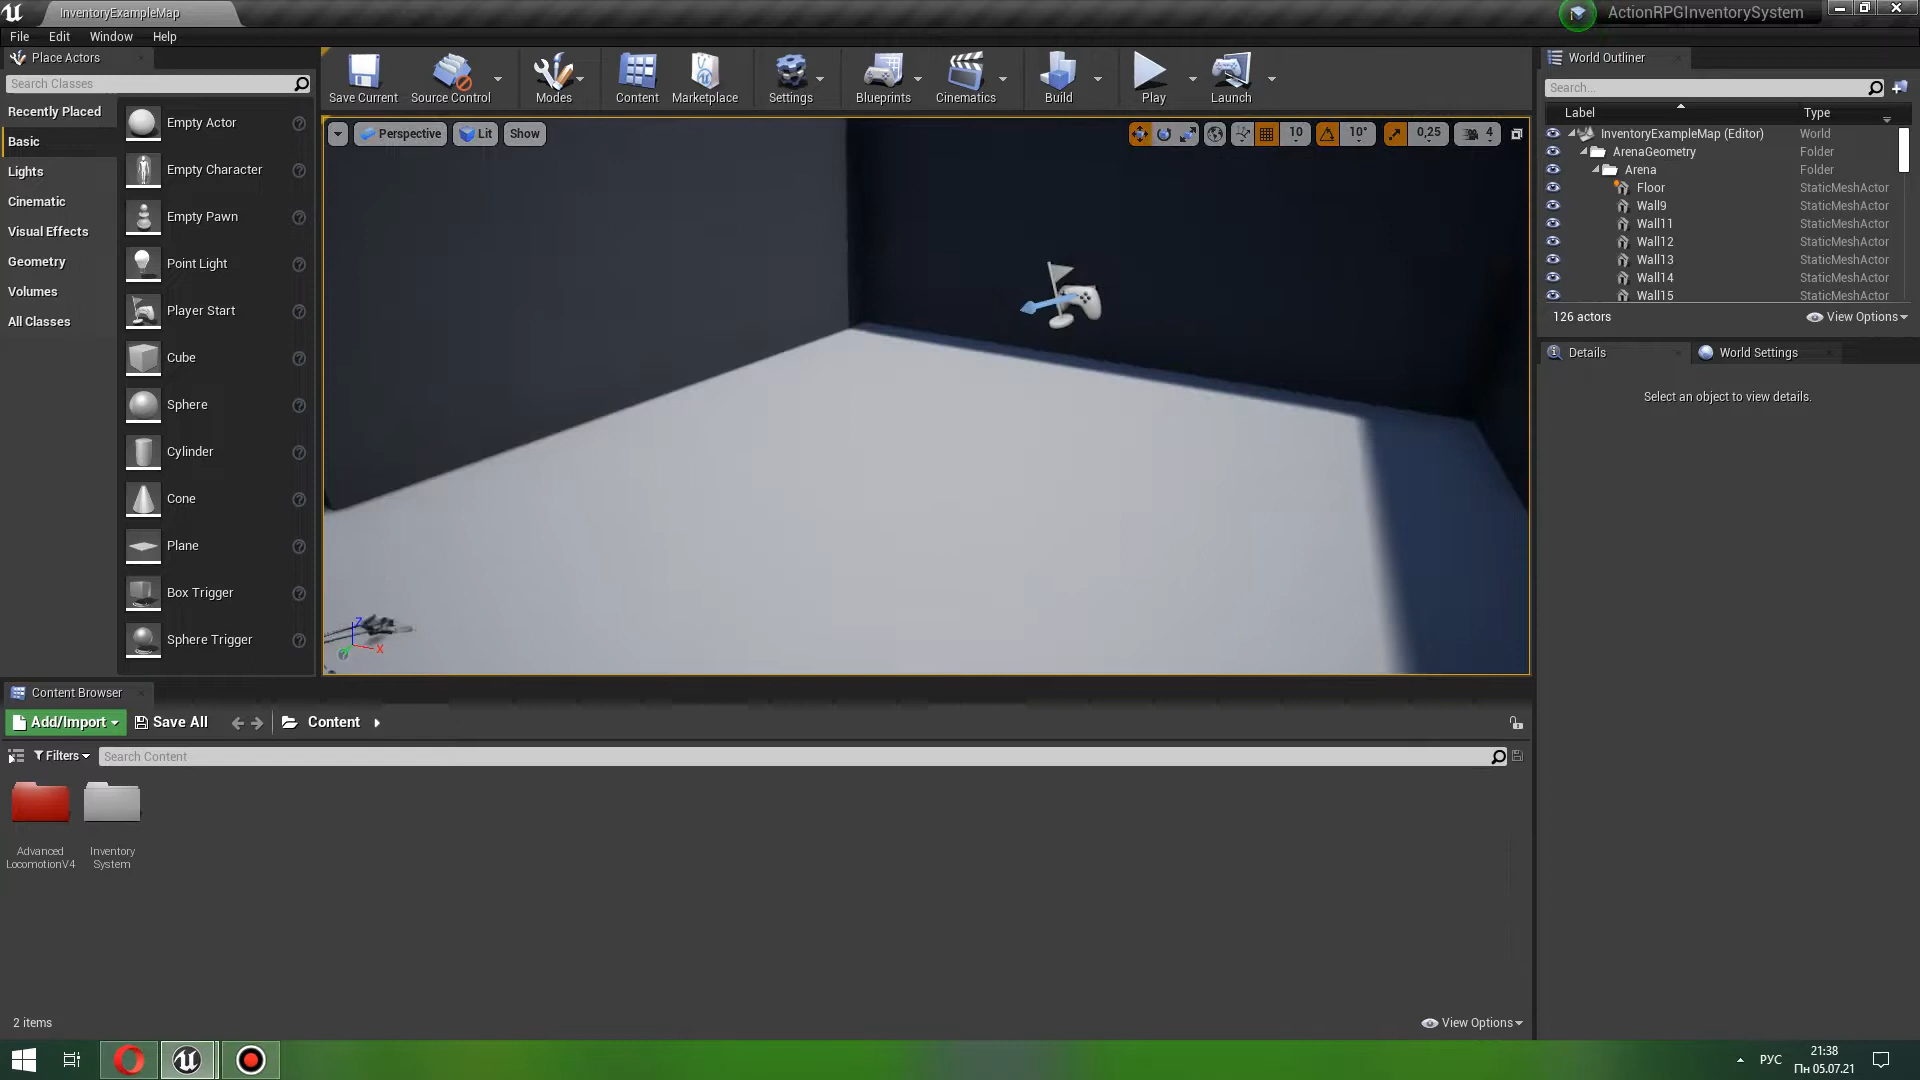 InventoryExampleMap
ActionRPGInventorySystem
File Edit Window Help
Place Actors
Search Classes
Recently Placed
Basic
Lights
Cinematic
Visual Effects
Geometry
Volumes
All Classes
Empty Actor
Empty Character
Empty Pawn
Point Light
Player Start
Cube
Sphere
Cylinder
Cone
Plane
Box Trigger
Sphere Trigger
Save Current
Source Control
Modes
Content
Marketplace
Settings
Blueprints
Cinematics
Build
Play
Launch
Perspective Lit Show
10 10° 0,25 4
Z
X
World Outliner
Search...
Label Type
InventoryExampleMap (Editor) World
ArenaGeometry Folder
Arena Folder
Floor StaticMeshActor
Wall9 StaticMeshActor
Wall11 StaticMeshActor
Wall12 StaticMeshActor
Wall13 StaticMeshActor
Wall14 StaticMeshActor
Wall15 StaticMeshActor
126 actors View Options
Details World Settings
Select an object to view details.
Content Browser
Add/Import Save All Content
Filters Search Content
Advanced
LocomotionV4
Inventory
System
2 items View Options
РУС
21:38
Пн 05.07.21